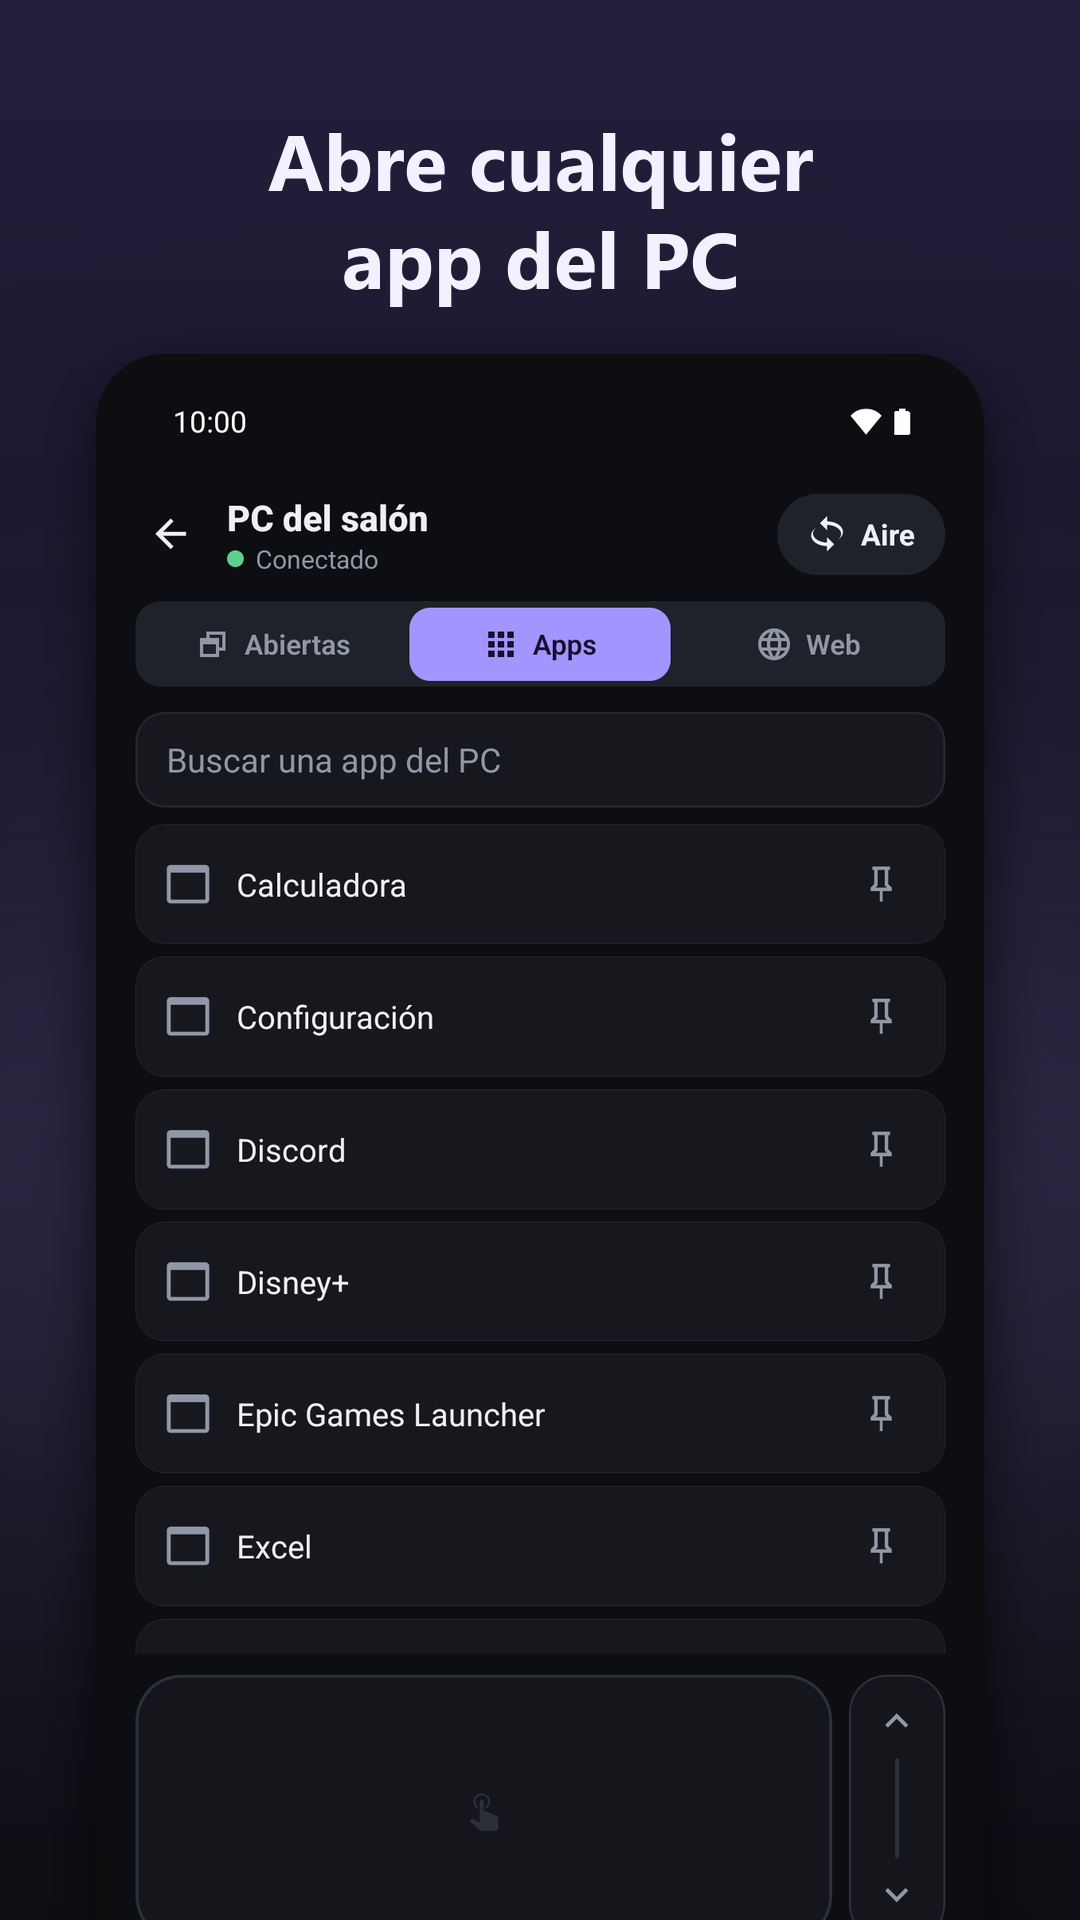 Abre cualquier
app del PC
10:00
PC del salón
Conectado
Aire
Abiertas
Apps
Web
Buscar una app del PC
Calculadora
Configuración
Discord
Disney+
Epic Games Launcher
Excel